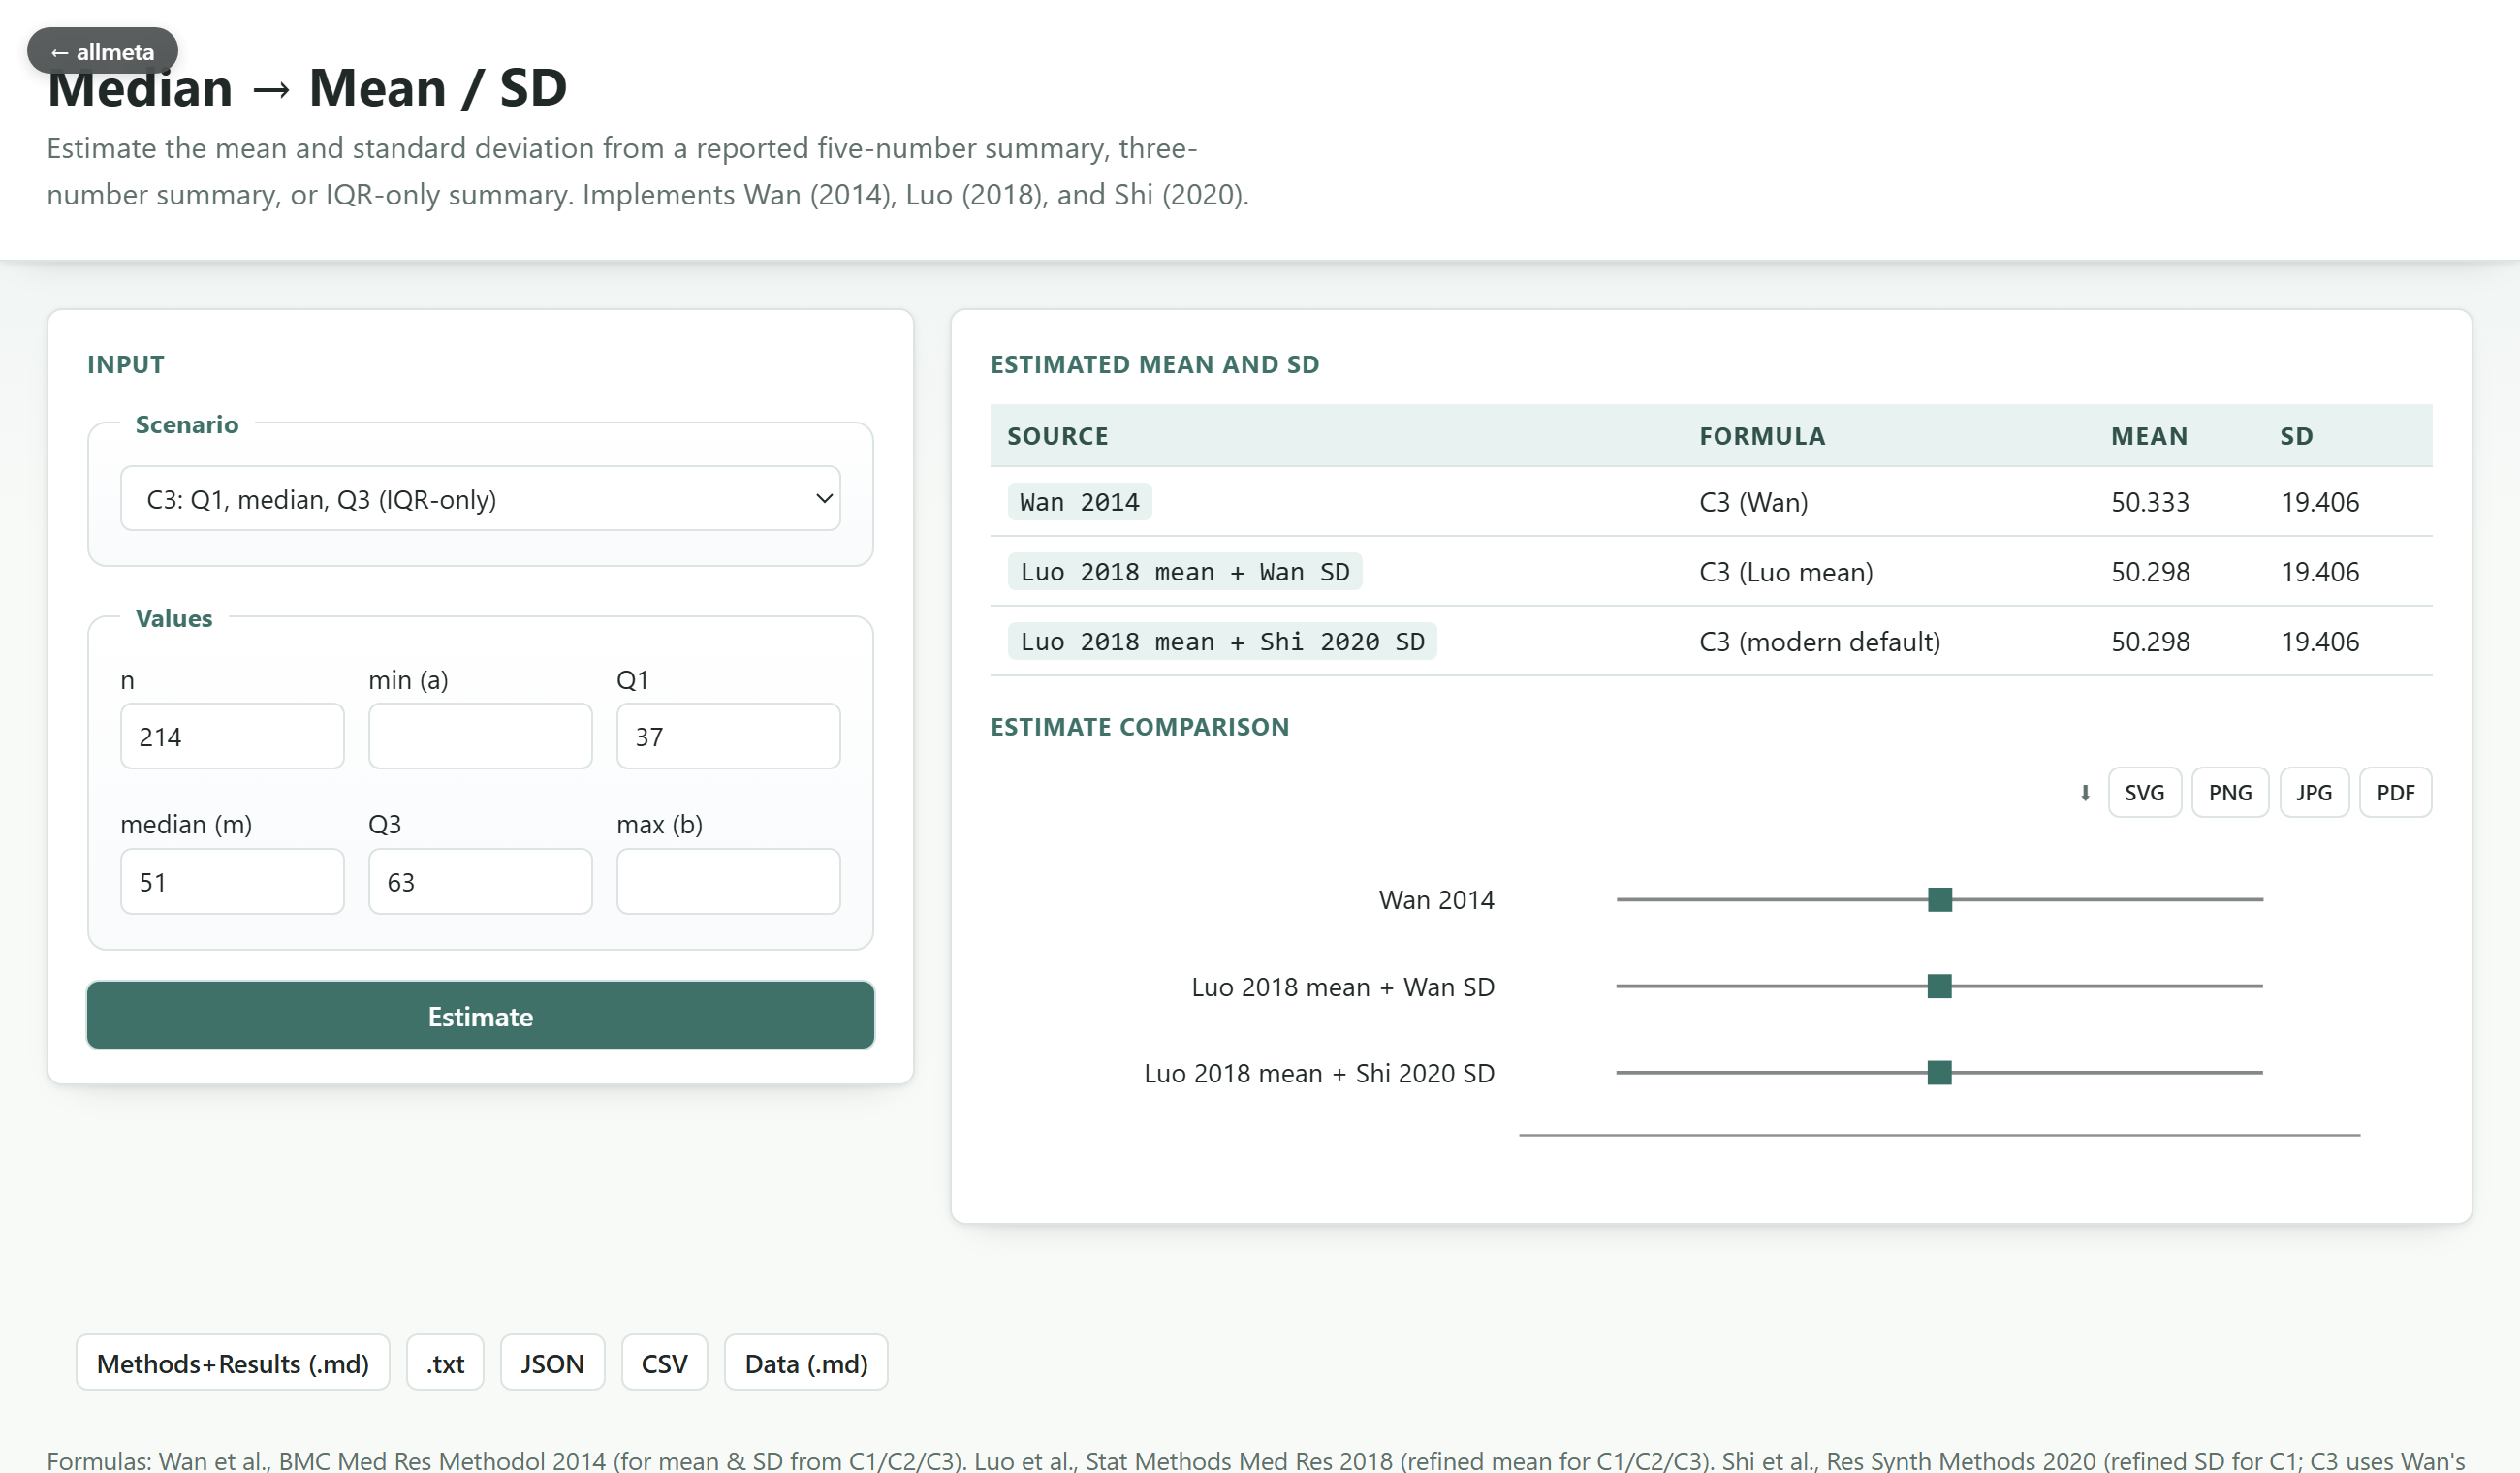 ← allmeta
Median → Mean / SD
Estimate the mean and standard deviation from a reported five-number summary, three-
number summary, or IQR-only summary. Implements Wan (2014), Luo (2018), and Shi (2020).
INPUT
Scenario
C3: Q1, median, Q3 (IQR-only)
Values
n min (a) Q1
214 37
median (m) Q3 max (b)
51 63
Estimate
ESTIMATED MEAN AND SD
SOURCE FORMULA MEAN SD
Wan 2014 C3 (Wan) 50.333 19.406
Luo 2018 mean + Wan SD C3 (Luo mean) 50.298 19.406
Luo 2018 mean + Shi 2020 SD C3 (modern default) 50.298 19.406
ESTIMATE COMPARISON
⬇ SVG PNG JPG PDF
Wan 2014
Luo 2018 mean + Wan SD
Luo 2018 mean + Shi 2020 SD
Methods+Results (.md) .txt JSON CSV Data (.md)
Formulas: Wan et al., BMC Med Res Methodol 2014 (for mean & SD from C1/C2/C3). Luo et al., Stat Methods Med Res 2018 (refined mean for C1/C2/C3). Shi et al., Res Synth Methods 2020 (refined SD for C1; C3 uses Wan's